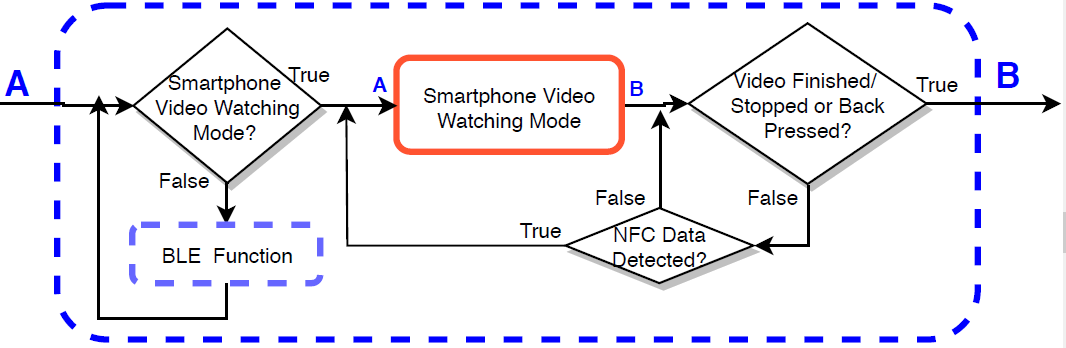 A
Smartphone
Video Watching
Mode?
True
False
BLE Function
A
Smartphone Video
Watching Mode
B
Video Finished/
Stopped or Back
Pressed?
True
False
NFC Data
Detected?
False
True
B